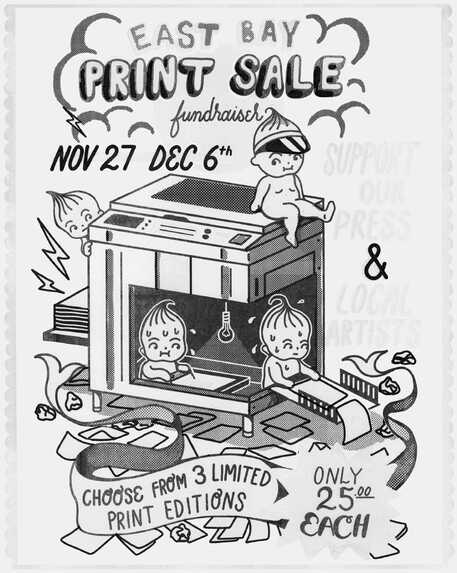 EAST BAY
PRINT SALE
fundraiser
NOV 27 DEC 6th
SUPPORT
OUR
PRESS
&
LOCAL
ARTISTS
CHOOSE FROM 3 LIMITED
PRINT EDITIONS
ONLY
25.00
EACH